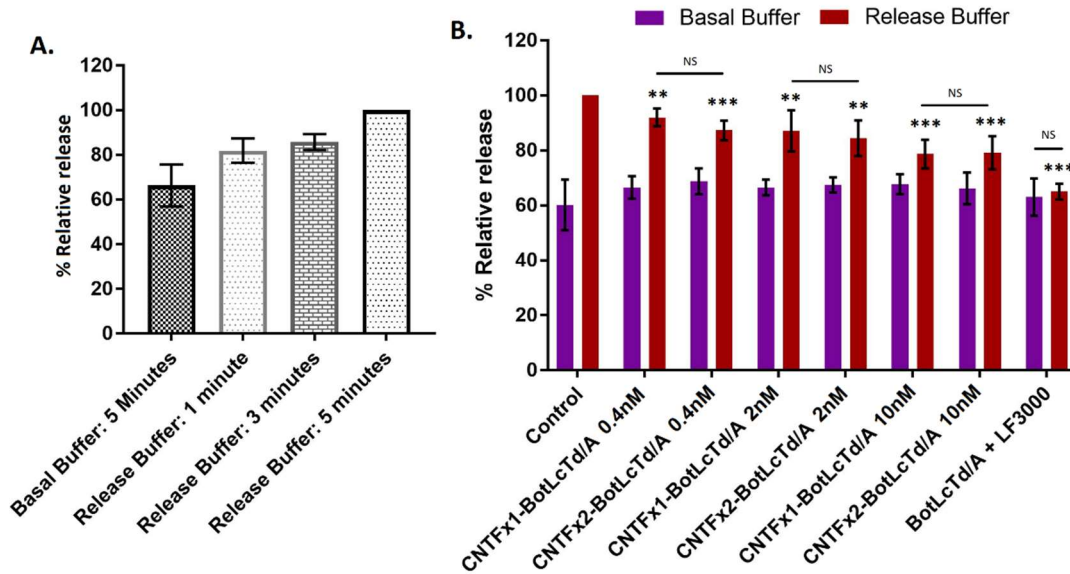 A.
% Relative release
120
100
80
60
40
20
0
Basal Buffer: 5 Minutes
Release Buffer: 1 minute
Release Buffer: 3 minutes
Release Buffer: 5 minutes
B.
Basal Buffer
Release Buffer
% Relative release
120
100
80
60
40
20
0
NS
NS
NS
NS
**
***
**
**
***
***
***
Control
CNTFx1-BotLcTd/A 0.4nM
CNTFx2-BotLcTd/A 0.4nM
CNTFx1-BotLcTd/A 2nM
CNTFx2-BotLcTd/A 2nM
CNTFx1-BotLcTd/A 10nM
CNTFx2-BotLcTd/A 10nM
BotLcTd/A + LF3000